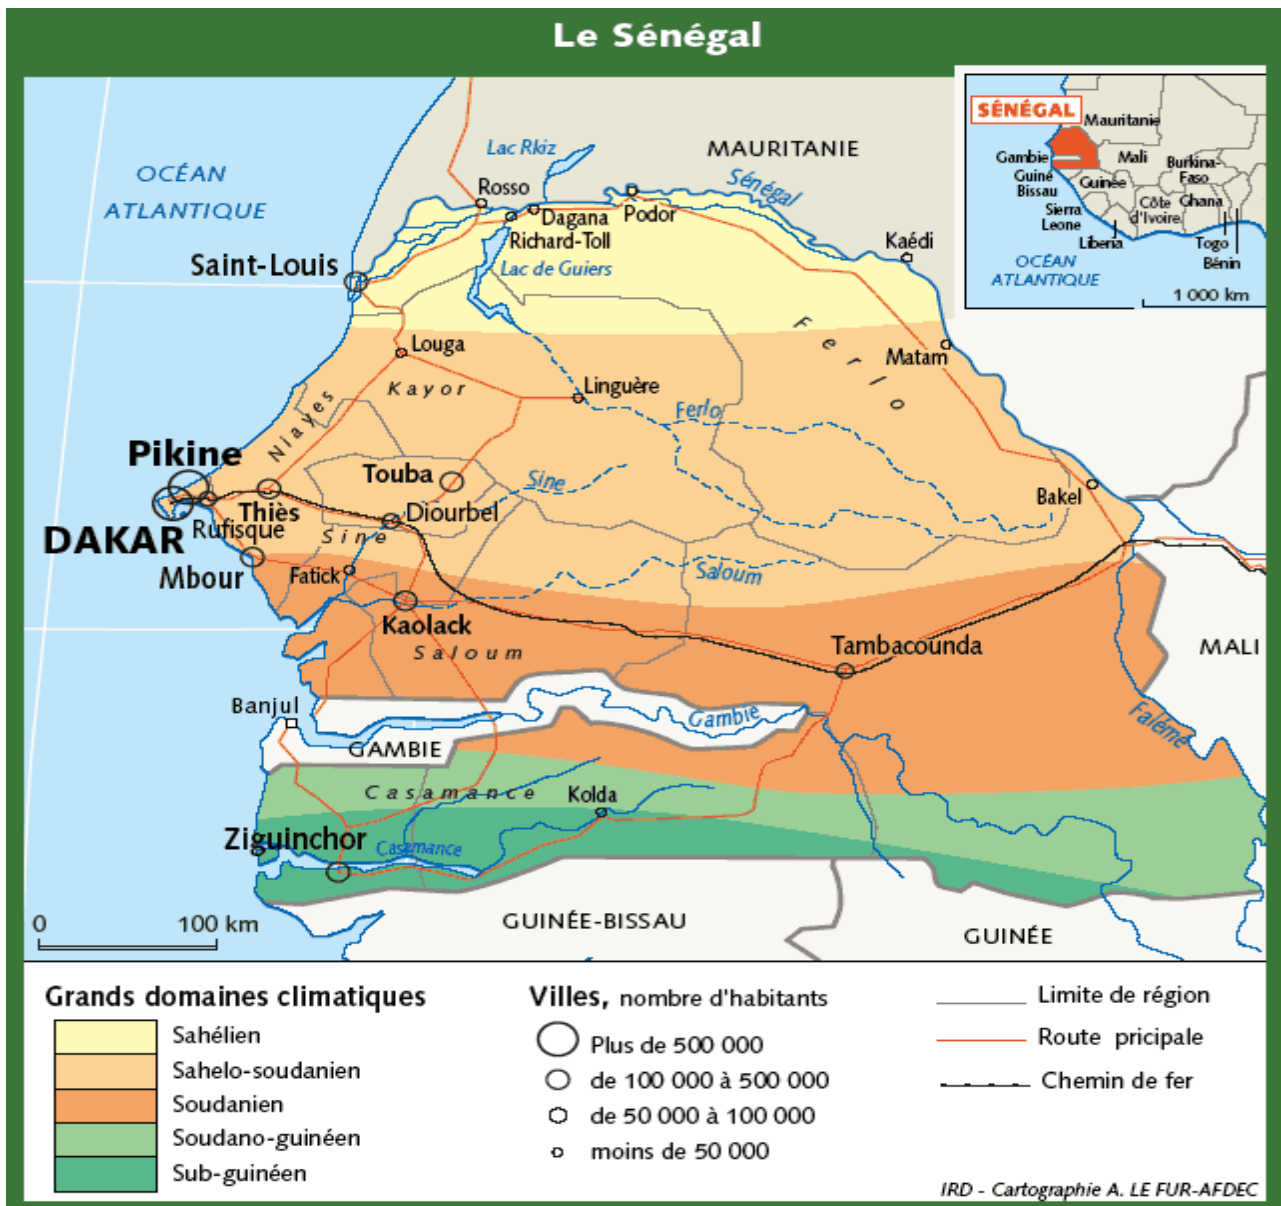 Le Sénégal
OCÉAN
ATLANTIQUE
Lac Rkiz
MAURITANIE
Sénégal
Rosso
Dagana
Podor
Richard-Toll
Kaédi
Saint-Louis
Lac de Guiers
Louga
Kayor
Ferlo
Matam
Linguère
Niayes
Ferlo
Pikine
Touba
Sine
Bakel
Thiès
Diourbel
DAKAR
Rufisque
Sine
Mbour
Fatick
Saloum
Kaolack
Saloum
Tambacounda
MALI
Banjul
Gambie
Falémé
GAMBIE
Casamance
Kolda
Ziguinchor
Casamance
0 100 km
GUINÉE-BISSAU
GUINÉE
SÉNÉGAL
Mauritanie
Gambie
Mali
Burkina-
Faso
Guiné
Bissau
Guinée
Côte
d'Ivoire
Ghana
Sierra
Leone
Liberia
Togo
Bénin
OCÉAN
ATLANTIQUE
1 000 km
Grands domaines climatiques
Sahélien
Sahelo-soudanien
Soudanien
Soudano-guinéen
Sub-guinéen
Villes, nombre d'habitants
Plus de 500 000
de 100 000 à 500 000
de 50 000 à 100 000
moins de 50 000
Limite de région
Route pricipale
Chemin de fer
IRD - Cartographie A. LE FUR-AFDEC